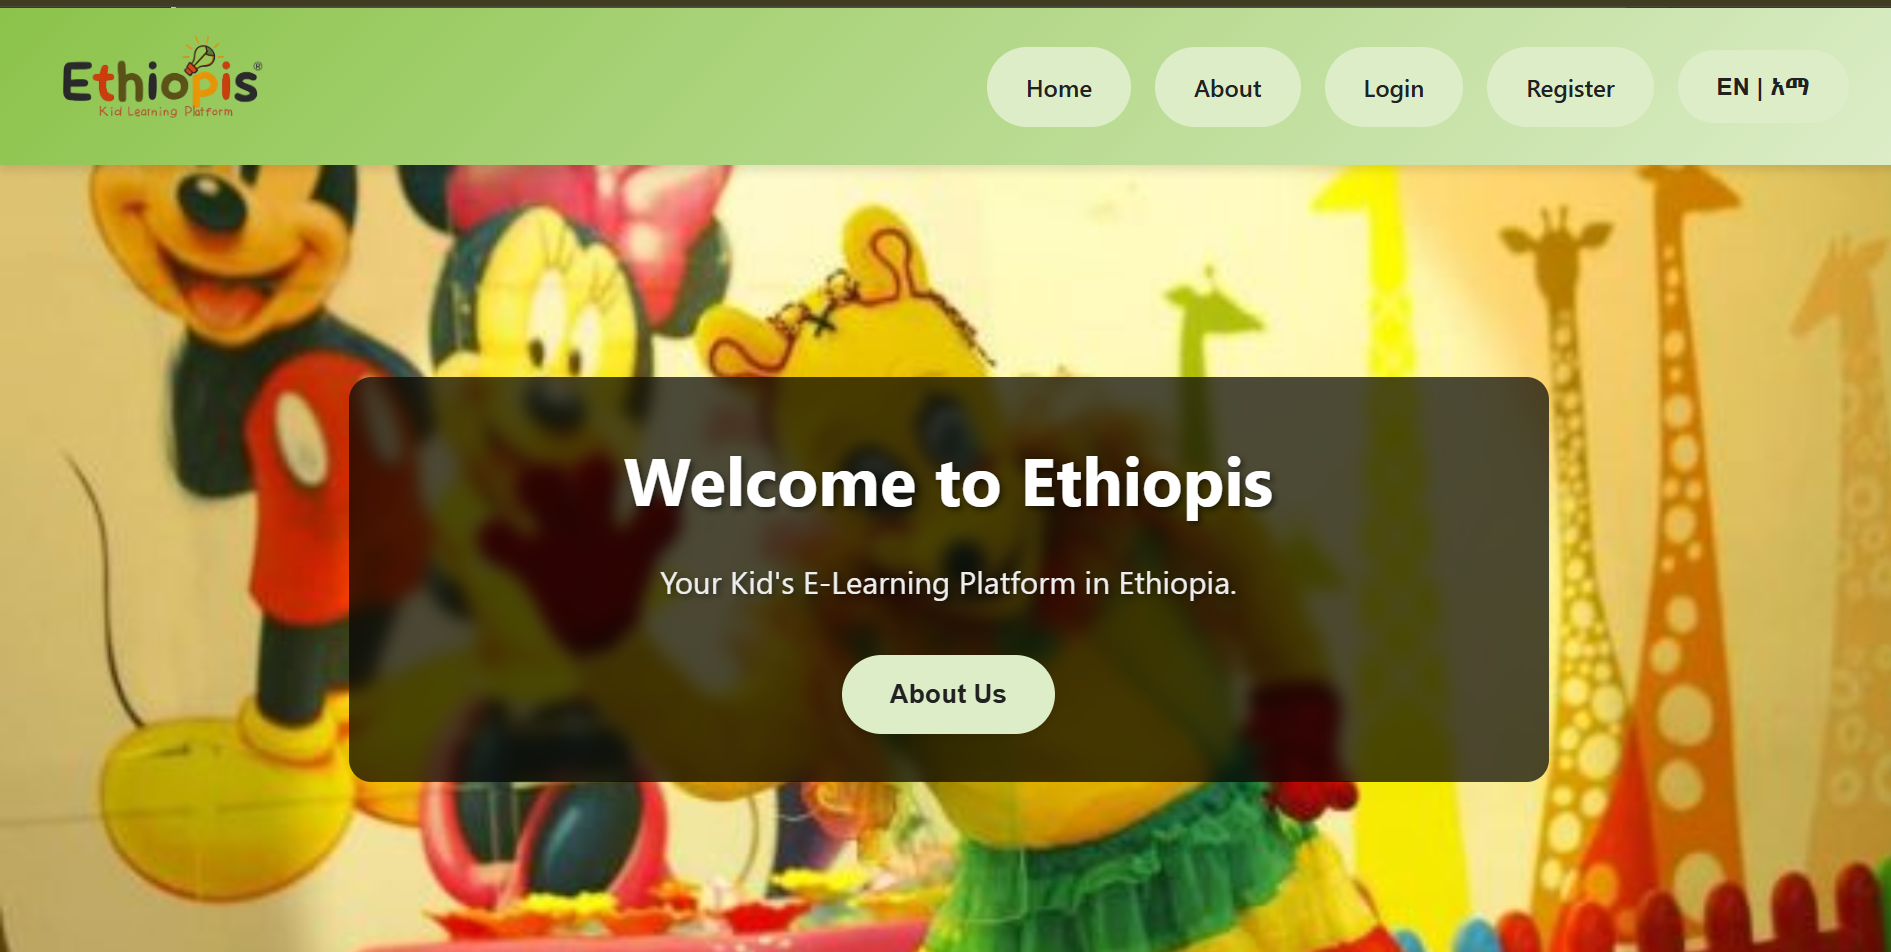 Ethiopis®
Kid Learning Platform
Home
About
Login
Register
EN | አማ
Welcome to Ethiopis
Your Kid's E-Learning Platform in Ethiopia.
About Us